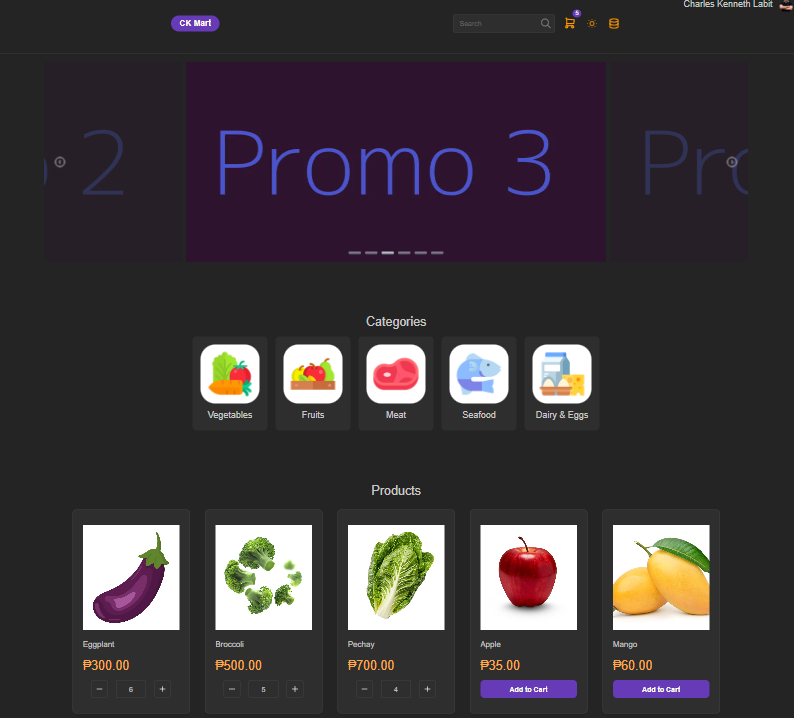 Charles Kenneth Labit
CK Mart
Search
5
2
Promo 3
Pro
Categories
Vegetables
Fruits
Meat
Seafood
Dairy & Eggs
Products
Eggplant
₱300.00
− 6 +
Broccoli
₱500.00
− 5 +
Pechay
₱700.00
− 4 +
Apple
₱35.00
Add to Cart
Mango
₱60.00
Add to Cart